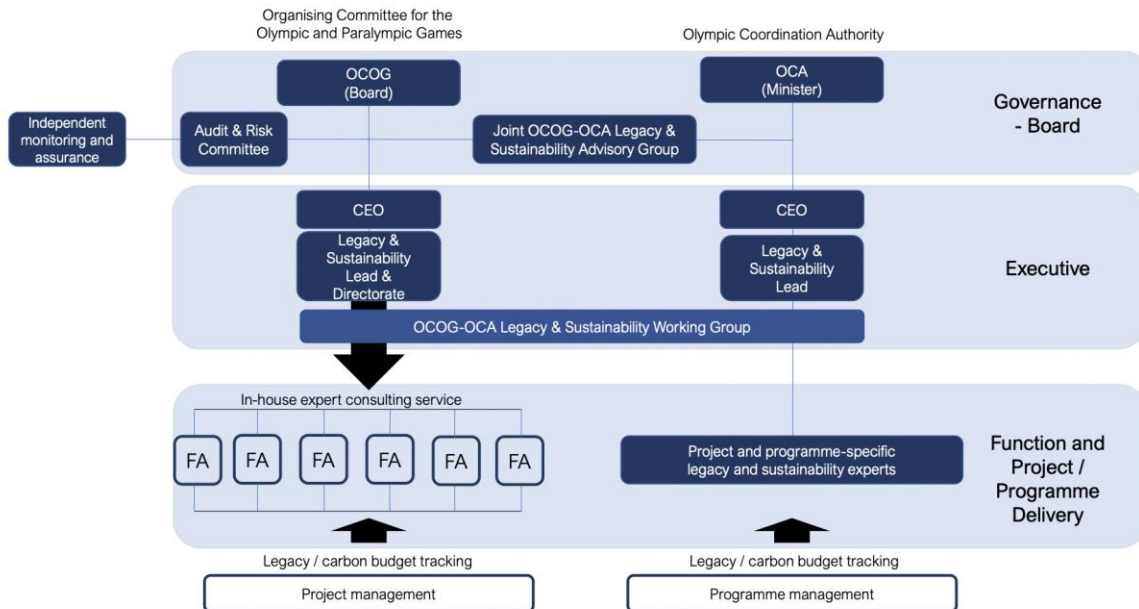 Organising Committee for the
Olympic and Paralympic Games
Olympic Coordination Authority
OCOG
(Board)
OCA
(Minister)
Governance
- Board
Independent
monitoring and
assurance
Audit & Risk
Committee
Joint OCOG-OCA Legacy &
Sustainability Advisory Group
CEO
CEO
Legacy &
Sustainability
Lead &
Directorate
Legacy &
Sustainability
Lead
Executive
OCOG-OCA Legacy & Sustainability Working Group
In-house expert consulting service
FA
FA
FA
FA
FA
FA
Project and programme-specific
legacy and sustainability experts
Function and
Project /
Programme
Delivery
Legacy / carbon budget tracking
Legacy / carbon budget tracking
Project management
Programme management